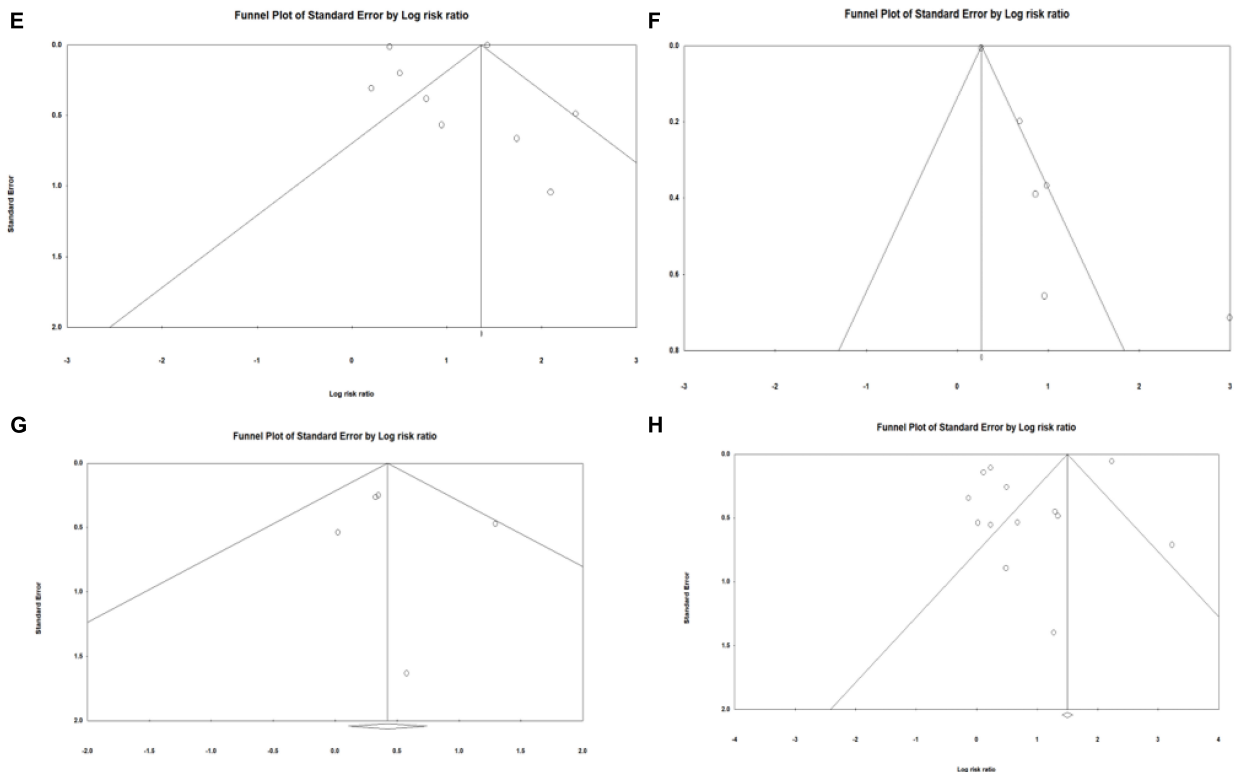 E
Funnel Plot of Standard Error by Log risk ratio
0.0
0.5
1.0
1.5
2.0
Standard Error
-3 -2 -1 0 1 2 3
Log risk ratio
F
Funnel Plot of Standard Error by Log risk ratio
0.0
0.2
0.4
0.6
0.8
-3 -2 -1 0 1 2 3
G
Funnel Plot of Standard Error by Log risk ratio
0.0
0.5
1.0
1.5
2.0
Standard Error
-2.0 -1.5 -1.0 -0.5 0.0 0.5 1.0 1.5 2.0
H
Funnel Plot of Standard Error by Log risk ratio
0.0
0.5
1.0
1.5
2.0
Standard Error
-4 -3 -2 -1 0 1 2 3 4
Log risk ratio